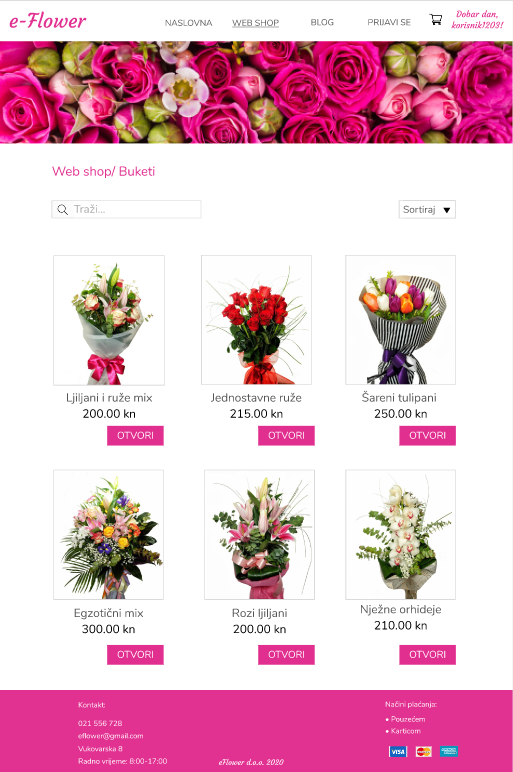 e-Flower
NASLOVNA
WEB SHOP
BLOG
PRIJAVI SE
Dobar dan,
korisnik1203!
Web shop/ Buketi
Traži...
Sortiraj
Ljiljani i ruže mix
200.00 kn
OTVORI
Jednostavne ruže
215.00 kn
OTVORI
Šareni tulipani
250.00 kn
OTVORI
Egzotični mix
300.00 kn
OTVORI
Rozi ljiljani
200.00 kn
OTVORI
Nježne orhideje
210.00 kn
OTVORI
Kontakt:
021 556 728
eflower@gmail.com
Vukovarska 8
Radno vrijeme: 8:00-17:00
eFlower d.o.o. 2020
Načini plaćanja:
• Pouzećem
• Karticom
VISA